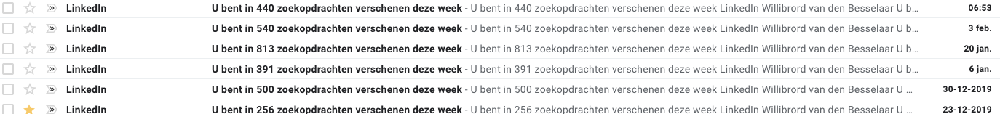 LinkedIn U bent in 440 zoekopdrachten verschenen deze week - U bent in 440 zoekopdrachten verschenen deze week LinkedIn Willibrord van den Besselaar U b... 06:53
LinkedIn U bent in 540 zoekopdrachten verschenen deze week - U bent in 540 zoekopdrachten verschenen deze week LinkedIn Willibrord van den Besselaar U b... 3 feb.
LinkedIn U bent in 813 zoekopdrachten verschenen deze week - U bent in 813 zoekopdrachten verschenen deze week LinkedIn Willibrord van den Besselaar U b... 20 jan.
LinkedIn U bent in 391 zoekopdrachten verschenen deze week - U bent in 391 zoekopdrachten verschenen deze week LinkedIn Willibrord van den Besselaar U b... 6 jan.
LinkedIn U bent in 500 zoekopdrachten verschenen deze week - U bent in 500 zoekopdrachten verschenen deze week LinkedIn Willibrord van den Besselaar U ... 30-12-2019
LinkedIn U bent in 256 zoekopdrachten verschenen deze week - U bent in 256 zoekopdrachten verschenen deze week LinkedIn Willibrord van den Besselaar U ... 23-12-2019